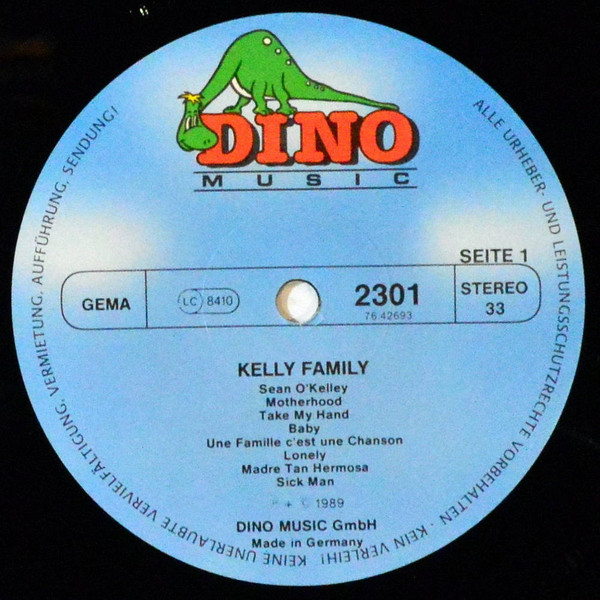 DINO
MUSIC
SEITE 1
GEMA
LC 8410
2301
76.42693
STEREO
33
KELLY FAMILY
Sean O'Kelley
Motherhood
Take My Hand
Baby
Une Famille c'est une Chanson
Lonely
Madre Tan Hermosa
Sick Man
P + © 1989
DINO MUSIC GmbH
Made in Germany
ALLE URHEBER- UND LEISTUNGSSCHUTZRECHTE VORBEHALTEN · KEIN VERLEIH! KEINE UNERLAUBTE VERVIELFÄLTIGUNG, VERMIETUNG, AUFFÜHRUNG, SENDUNG!